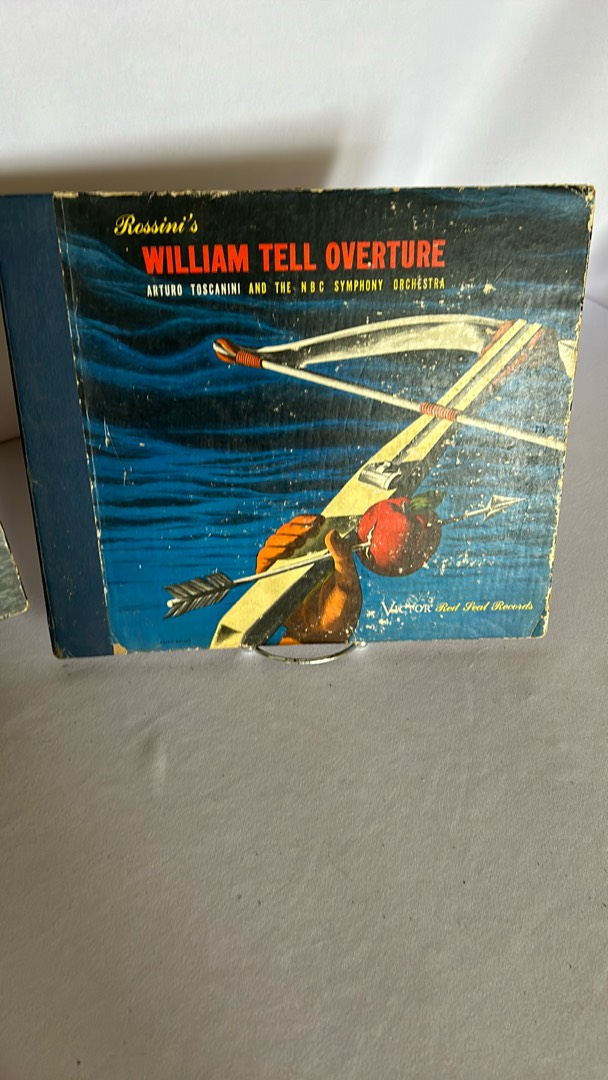 Rossini's
WILLIAM TELL OVERTURE
ARTURO TOSCANINI AND THE NBC SYMPHONY ORCHESTRA
VICTOR Red Seal Records